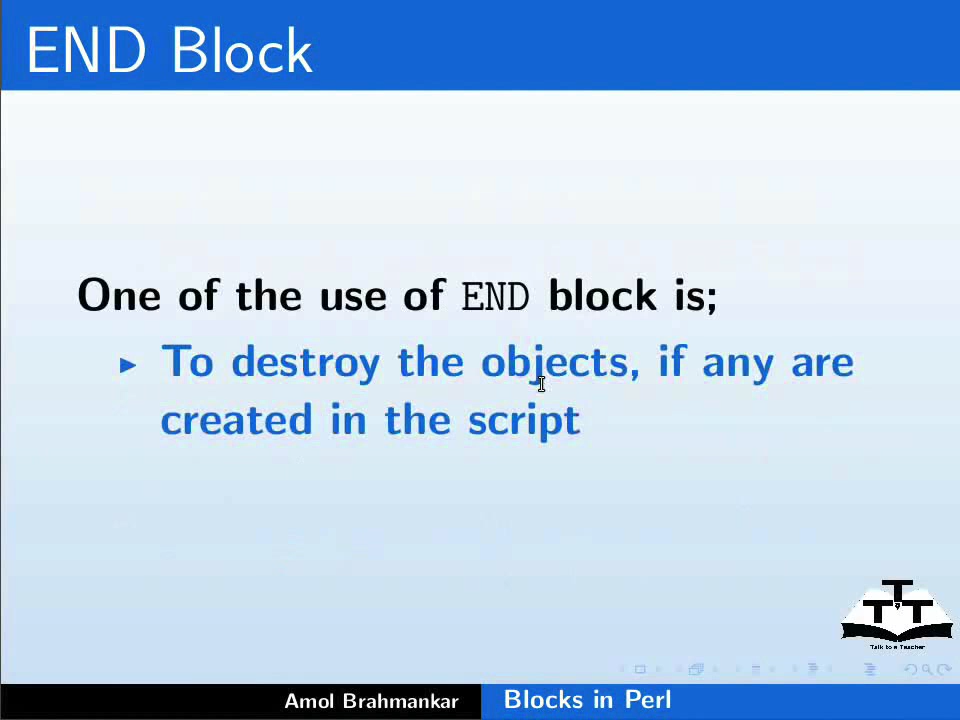 END Block
One of the use of END block is;
To destroy the objects, if any are
created in the script
T T T
Talk to a Teacher
Amol Brahmankar
Blocks in Perl